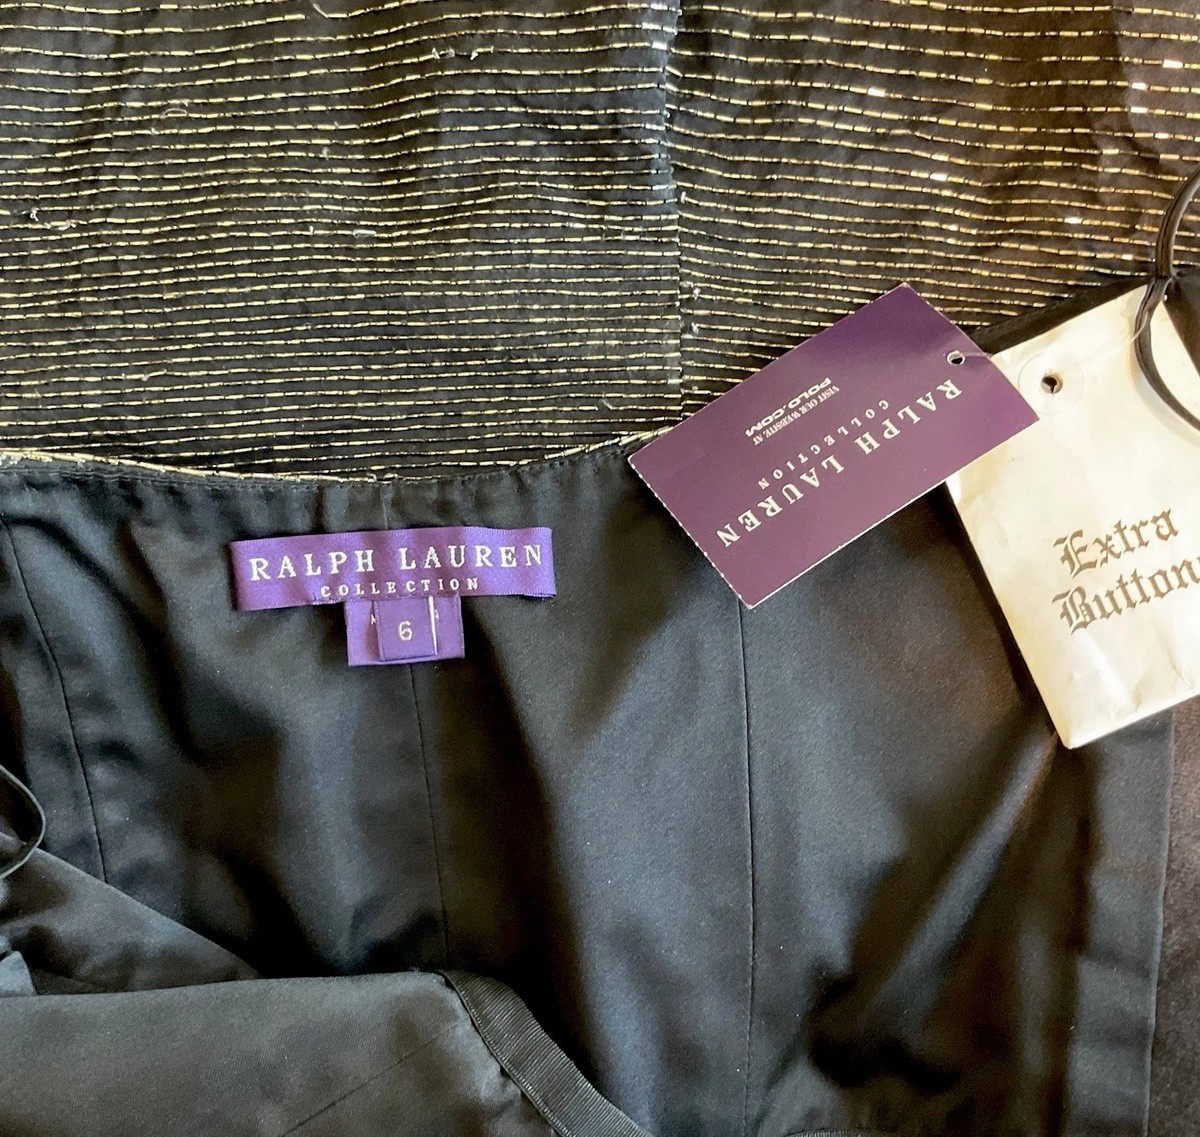 RALPH LAUREN
COLLECTION
6
RALPH LAUREN
COLLECTION
VISIT OUR WEBSITE AT
POLO.COM
Extra
Button